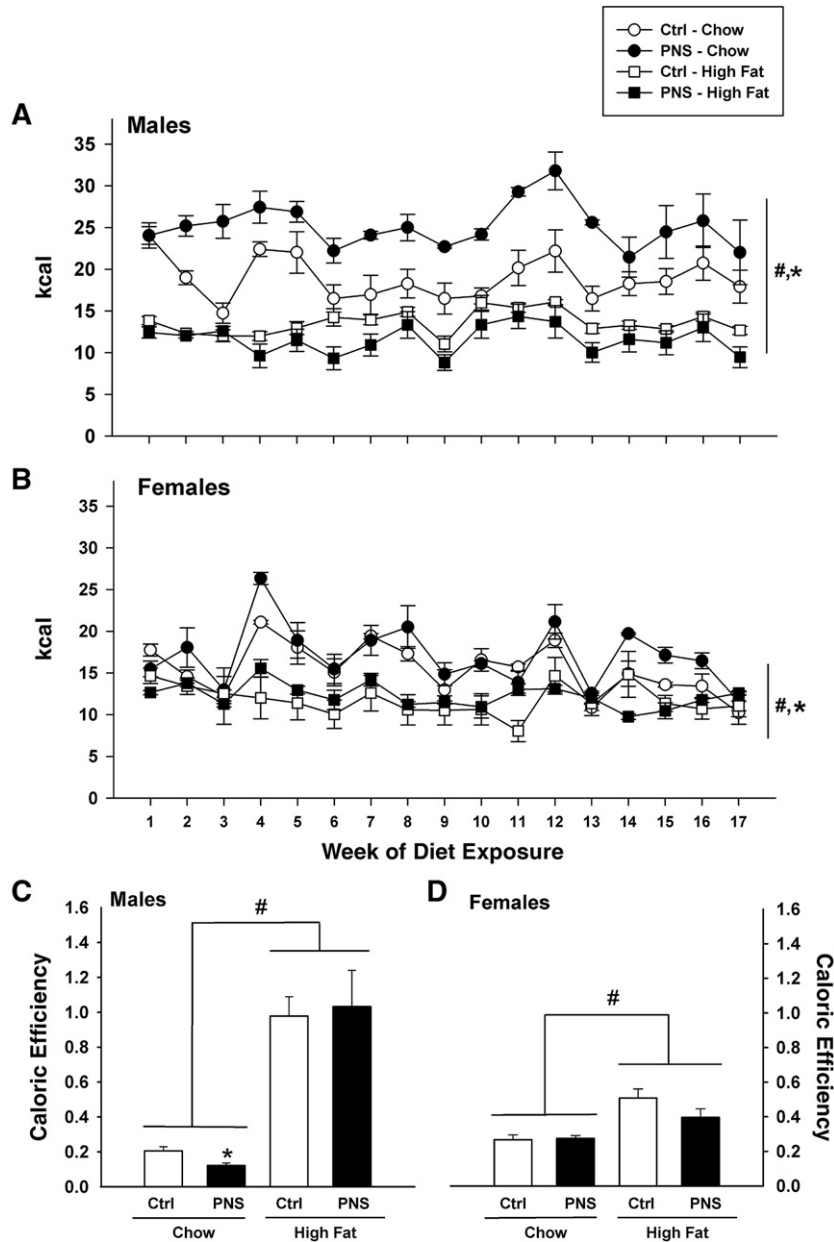 Ctrl - Chow
PNS - Chow
Ctrl - High Fat
PNS - High Fat
A
Males
35
30
25
20
15
10
5
0
kcal
#,*
B
Females
35
30
25
20
15
10
5
0
kcal
#,*
1 2 3 4 5 6 7 8 9 10 11 12 13 14 15 16 17
Week of Diet Exposure
C
Males
1.6
1.4
1.2
1.0
0.8
0.6
0.4
0.2
0.0
Caloric Efficiency
#
*
Ctrl PNS Ctrl PNS
Chow High Fat
D
Females
#
1.6
1.4
1.2
1.0
0.8
0.6
0.4
0.2
0.0
Caloric Efficiency
Ctrl PNS Ctrl PNS
Chow High Fat